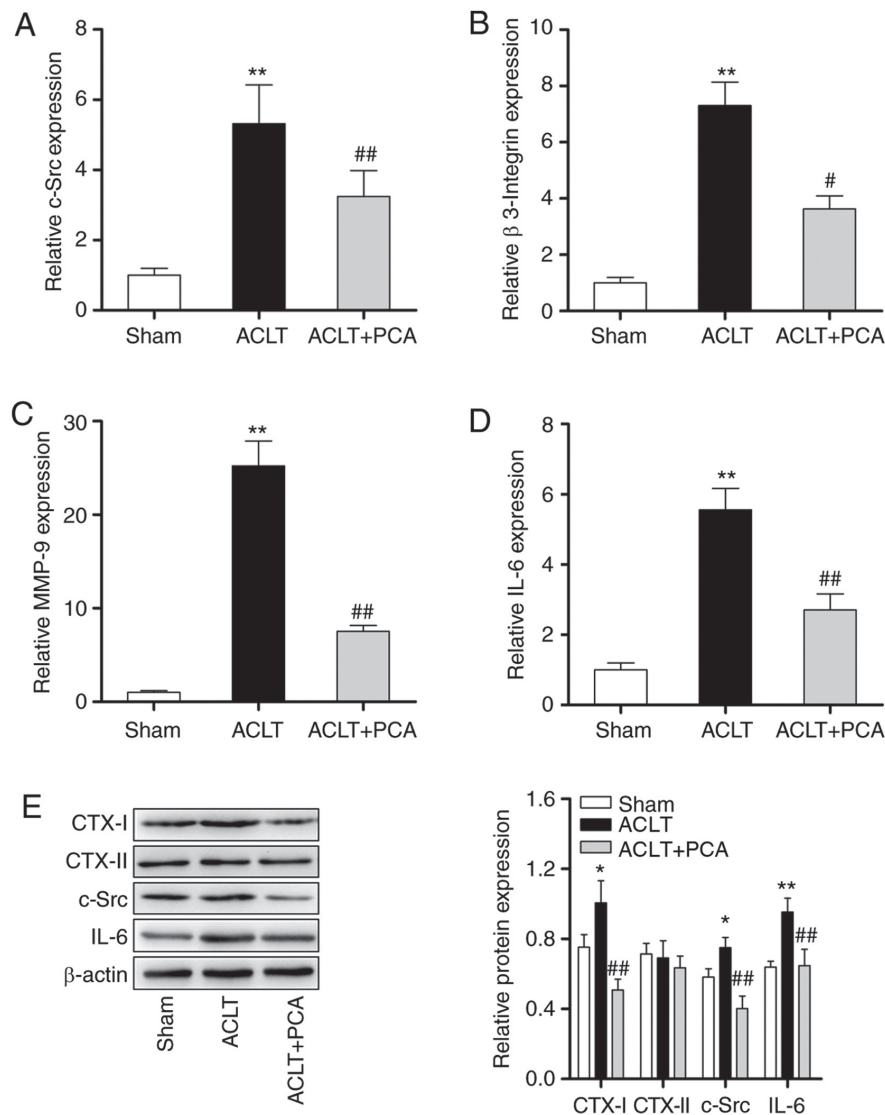 A
Relative c-Src expression
8
6
4
2
0
**
##
Sham
ACLT
ACLT+PCA
B
Relative β 3-Integrin expression
10
8
6
4
2
0
**
#
Sham
ACLT
ACLT+PCA
C
Relative MMP-9 expression
30
20
10
0
**
##
Sham
ACLT
ACLT+PCA
D
Relative IL-6 expression
8
6
4
2
0
**
##
Sham
ACLT
ACLT+PCA
E
CTX-I
CTX-II
c-Src
IL-6
β-actin
Sham
ACLT
ACLT+PCA
Relative protein expression
1.6
1.2
0.8
0.4
0.0
Sham
ACLT
ACLT+PCA
*
##
*
##
**
##
CTX-I
CTX-II
c-Src
IL-6